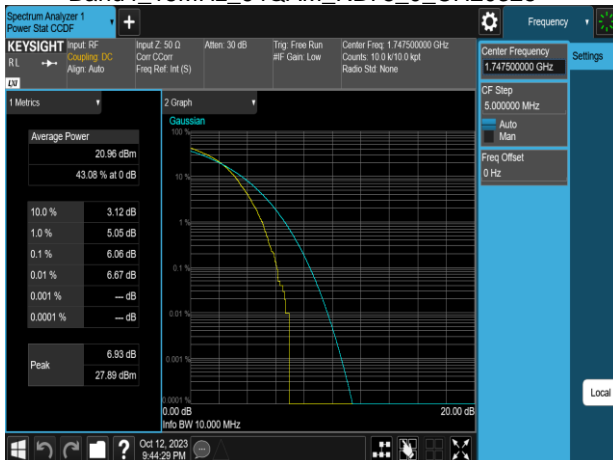 Spectrum Analyzer 1
Power Stat CCDF
Frequency
KEYSIGHT
RL
Input: RF
Coupling: DC
Align: Auto
Input Z: 50 Ω
Corr CCorr
Freq Ref: Int (S)
Atten: 30 dB
Trig: Free Run
#IF Gain: Low
Center Freq: 1.747500000 GHz
Counts: 10.0 k/10.0 kpt
Radio Std: None
Center Frequency
1.747500000 GHz
Settings
CF Step
5.000000 MHz
Auto
Man
Freq Offset
0 Hz
Local
1 Metrics
Average Power
20.96 dBm
43.08 % at 0 dB
10.0 % 3.12 dB
1.0 % 5.05 dB
0.1 % 6.06 dB
0.01 % 6.67 dB
0.001 % --- dB
0.0001 % --- dB
Peak
6.93 dB
27.89 dBm
2 Graph
Gaussian
100 %
10 %
1 %
0.1 %
0.01 %
0.001 %
0.0001 %
0.00 dB
20.00 dB
Info BW 10.000 MHz
?
Oct 12, 2023
9:44:29 PM